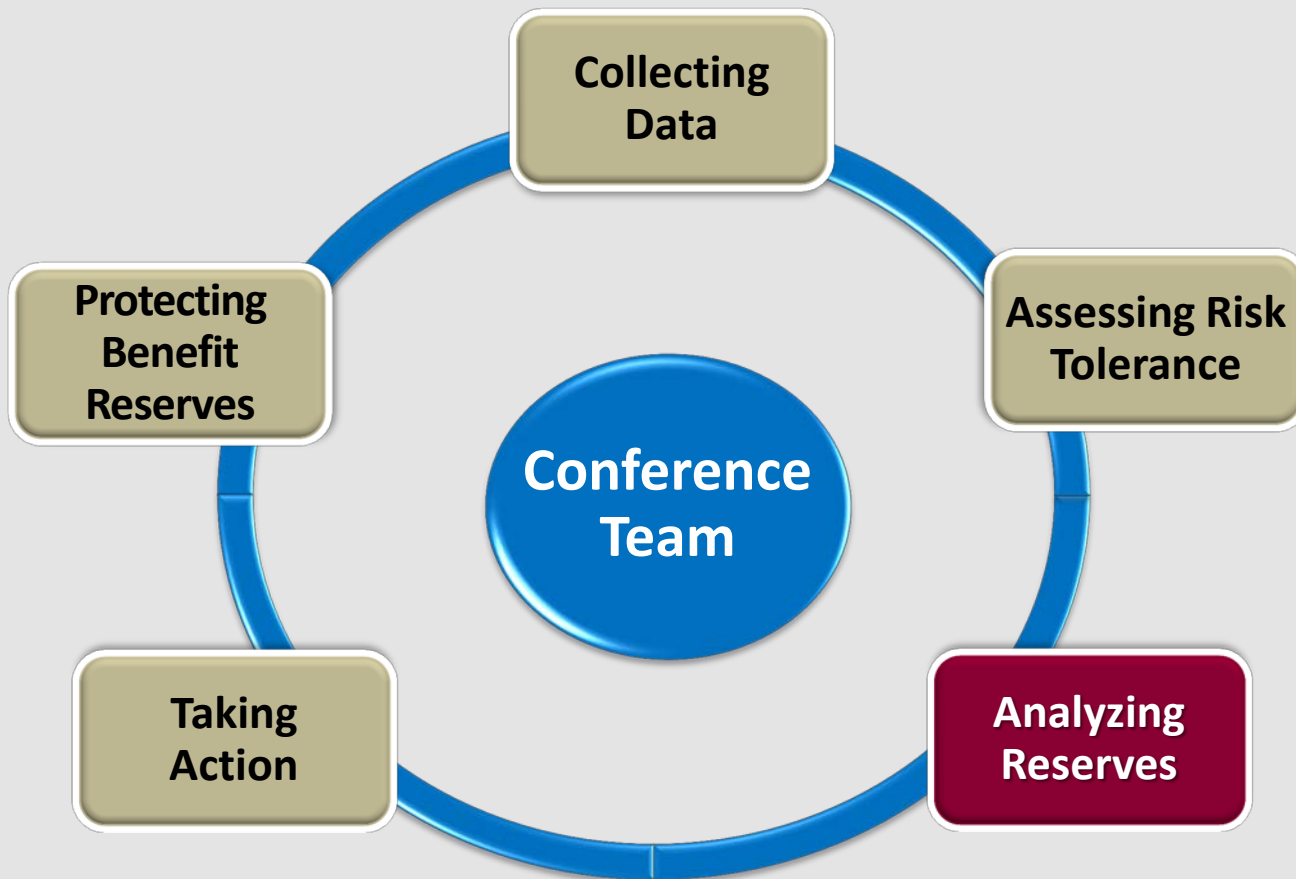 Collecting
Data
Assessing Risk
Tolerance
Analyzing
Reserves
Taking
Action
Protecting
Benefit
Reserves
Conference
Team